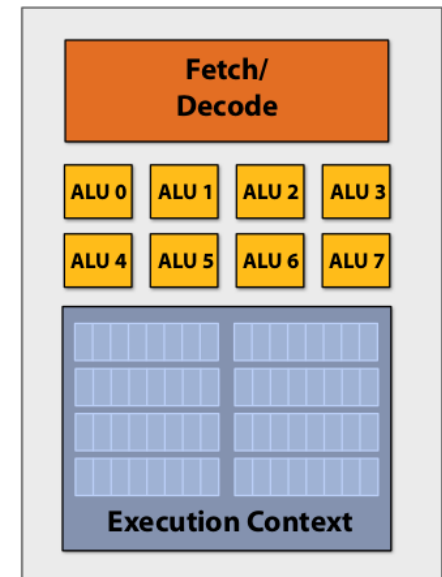 Fetch/
Decode
ALU 0 ALU 1 ALU 2 ALU 3
ALU 4 ALU 5 ALU 6 ALU 7
Execution Context